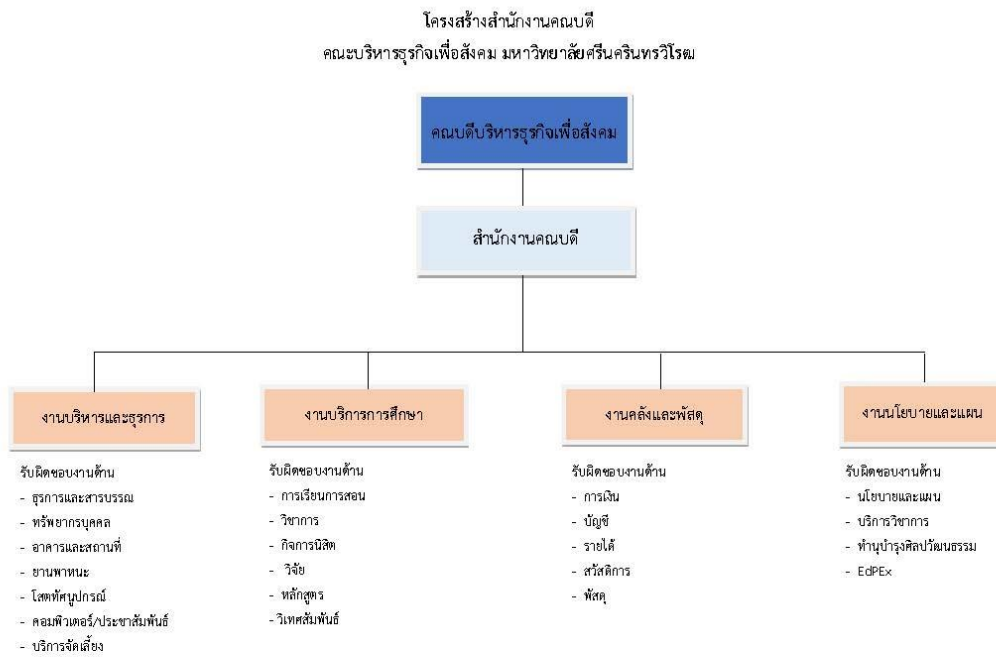 โครงสร้างสำนักงานคณบดี
คณะบริหารธุรกิจเพื่อสังคม มหาวิทยาลัยศรีนครินทรวิโรฒ
คณบดีบริหารธุรกิจเพื่อสังคม
สำนักงานคณบดี
งานบริหารและธุรการ
รับผิดชอบงานด้าน
- ธุรการและสารบรรณ
- ทรัพยากรบุคคล
- อาคารและสถานที่
- ยานพาหนะ
- โสตทัศนูปกรณ์
- คอมพิวเตอร์/ประชาสัมพันธ์
- บริการจัดเลี้ยง
งานบริการการศึกษา
รับผิดชอบงานด้าน
- การเรียนการสอน
- วิชาการ
- กิจการนิสิต
- วิจัย
- หลักสูตร
- วิเทศสัมพันธ์
งานคลังและพัสดุ
รับผิดชอบงานด้าน
- การเงิน
- บัญชี
- รายได้
- สวัสดิการ
- พัสดุ
งานนโยบายและแผน
รับผิดชอบงานด้าน
- นโยบายและแผน
- บริการวิชาการ
- ทำนุบำรุงศิลปวัฒนธรรม
- EdPEx